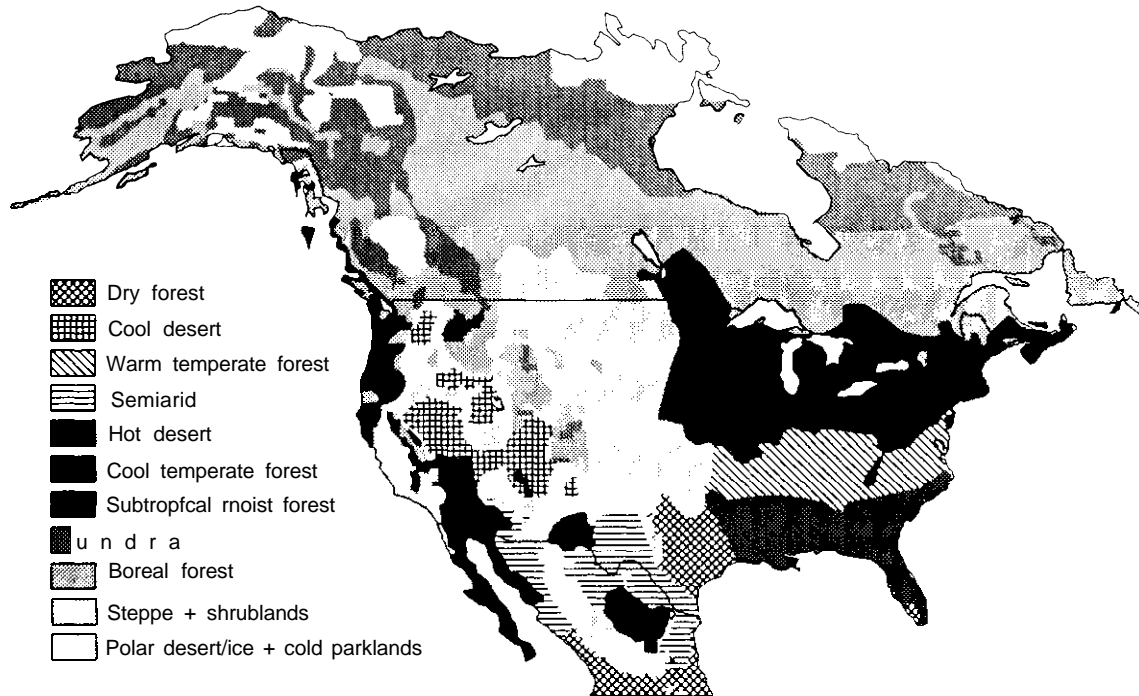 Dry forest
Cool desert
Warm temperate forest
Semiarid
Hot desert
Cool temperate forest
Subtropfcal rnoist forest
u n d r a
Boreal forest
Steppe + shrublands
Polar desert/ice + cold parklands